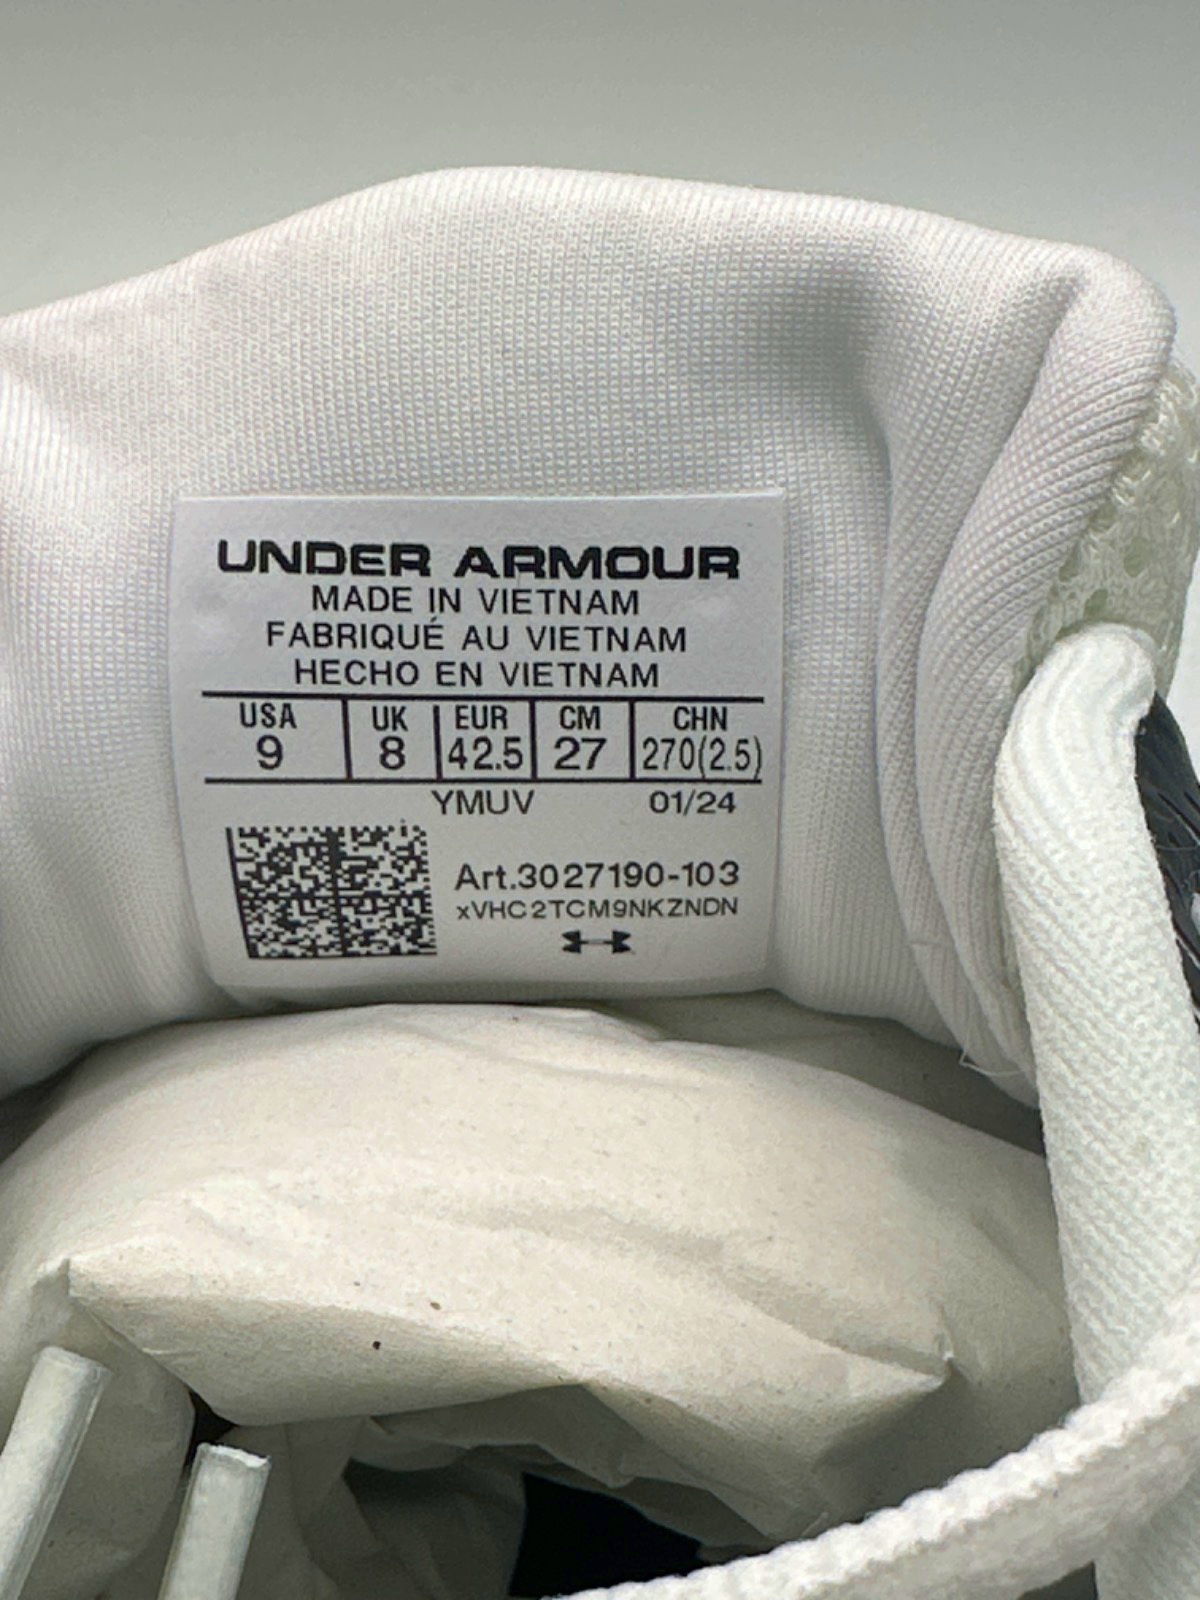 UNDER ARMOUR
MADE IN VIETNAM
FABRIQUÉ AU VIETNAM
HECHO EN VIETNAM
USA UK EUR CM CHN
9 8 42.5 27 270(2.5)
YMUV 01/24
Art.3027190-103
xVHC2TCM9NKZNDN